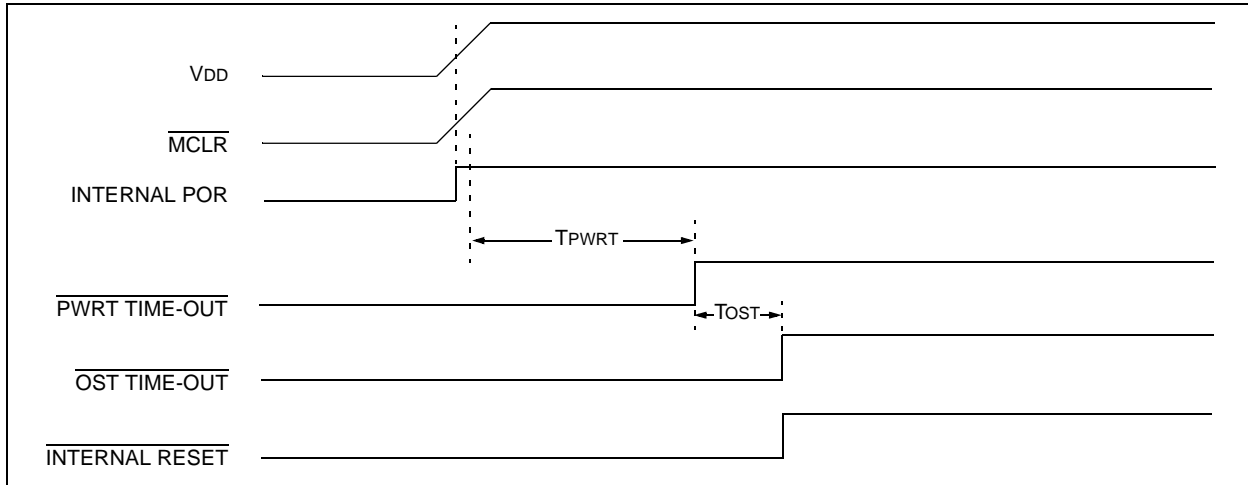 VDD
MCLR
INTERNAL POR
TPWRT
PWRT TIME-OUT
TOST
OST TIME-OUT
INTERNAL RESET